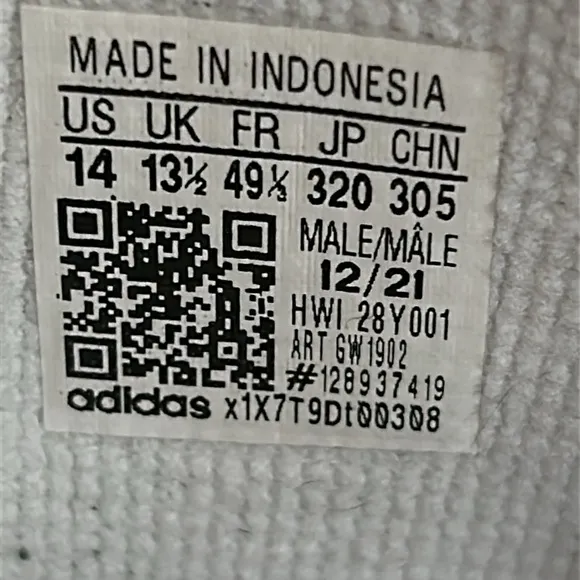 MADE IN INDONESIA
US UK FR JP CHN
14 13½ 49⅓ 320 305
MALE/MÂLE
12/21
HWI 28Y001
ART GW1902
#128937419
adidas x1X7T9Dt00308